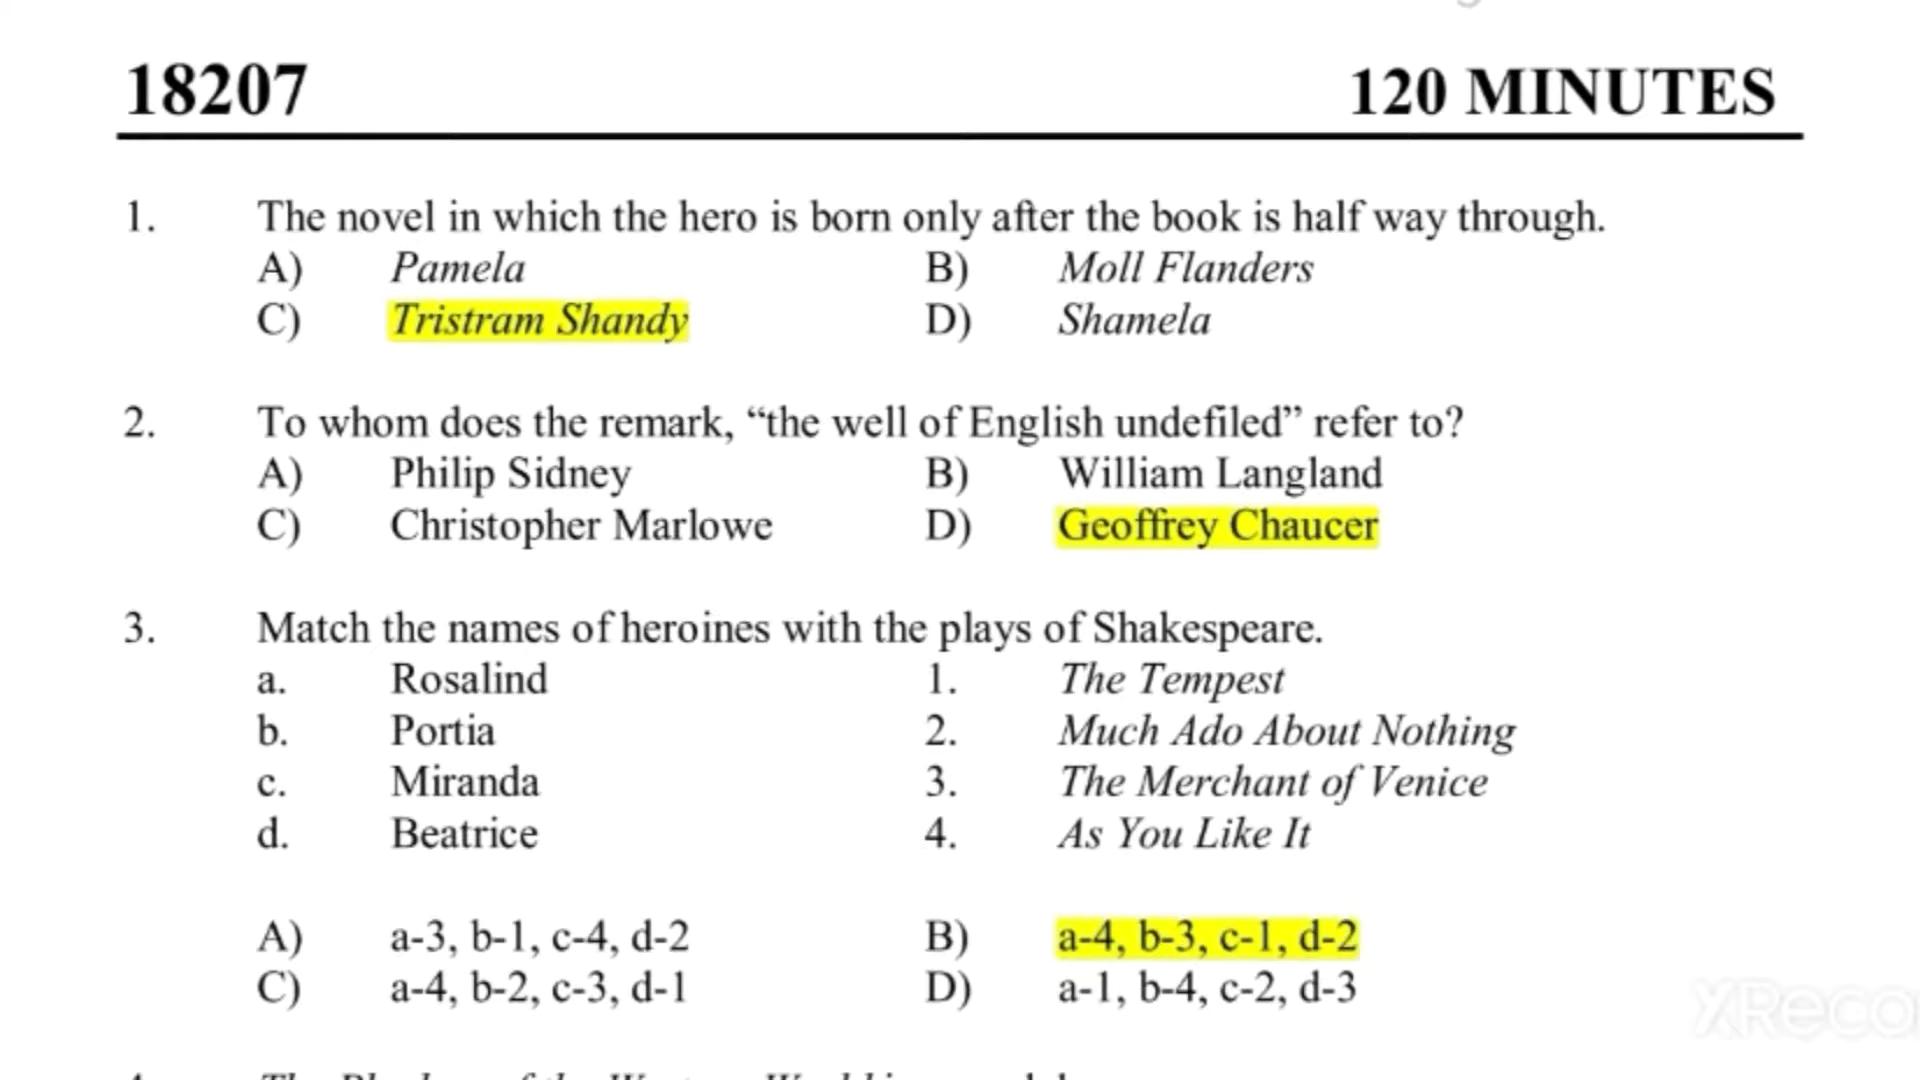 18207 120 MINUTES
1. The novel in which the hero is born only after the book is half way through.
A) Pamela B) Moll Flanders
C) Tristram Shandy D) Shamela
2. To whom does the remark, “the well of English undefiled” refer to?
A) Philip Sidney B) William Langland
C) Christopher Marlowe D) Geoffrey Chaucer
3. Match the names of heroines with the plays of Shakespeare.
a. Rosalind 1. The Tempest
b. Portia 2. Much Ado About Nothing
c. Miranda 3. The Merchant of Venice
d. Beatrice 4. As You Like It
A) a-3, b-1, c-4, d-2 B) a-4, b-3, c-1, d-2
C) a-4, b-2, c-3, d-1 D) a-1, b-4, c-2, d-3
XReco